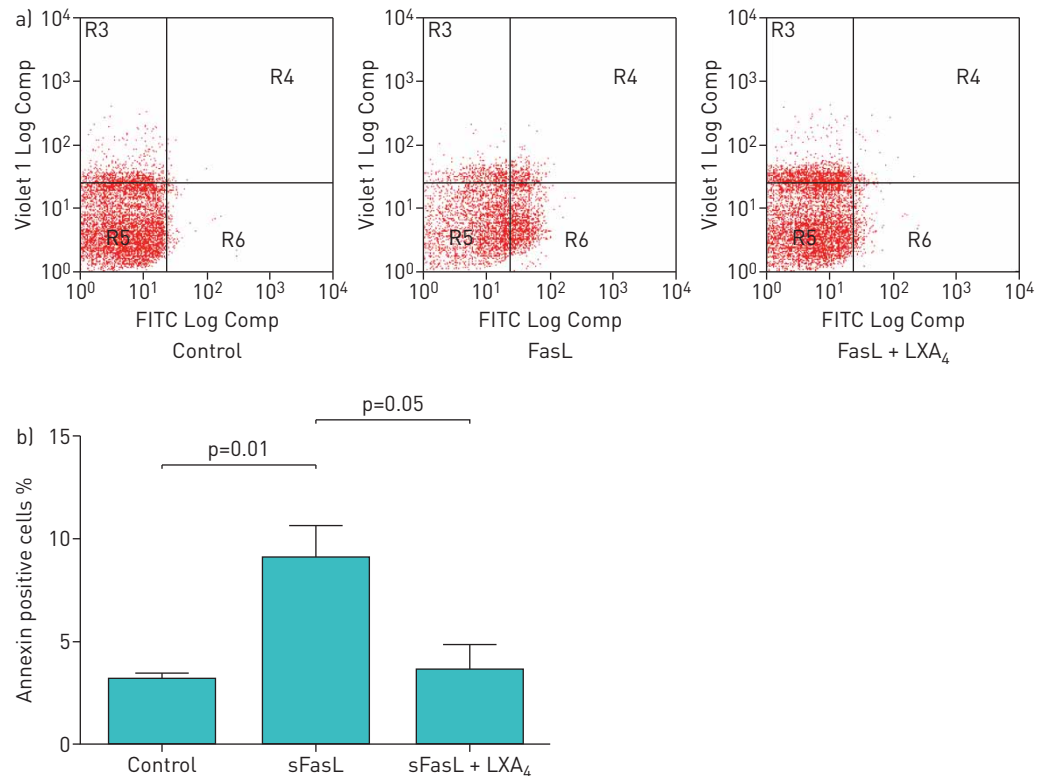 a)
Violet 1 Log Comp
10⁴
10³
10²
10¹
10⁰
R3
R4
R5
R6
10⁰ 10¹ 10² 10³ 10⁴
FITC Log Comp
Control
Violet 1 Log Comp
10⁴
10³
10²
10¹
10⁰
R3
R4
R5
R6
10⁰ 10¹ 10² 10³ 10⁴
FITC Log Comp
FasL
Violet 1 Log Comp
10⁴
10³
10²
10¹
10⁰
R3
R4
R5
R6
10⁰ 10¹ 10² 10³ 10⁴
FITC Log Comp
FasL + LXA₄
b)
Annexin positive cells %
15
10
5
0
p=0.05
p=0.01
Control sFasL sFasL + LXA₄